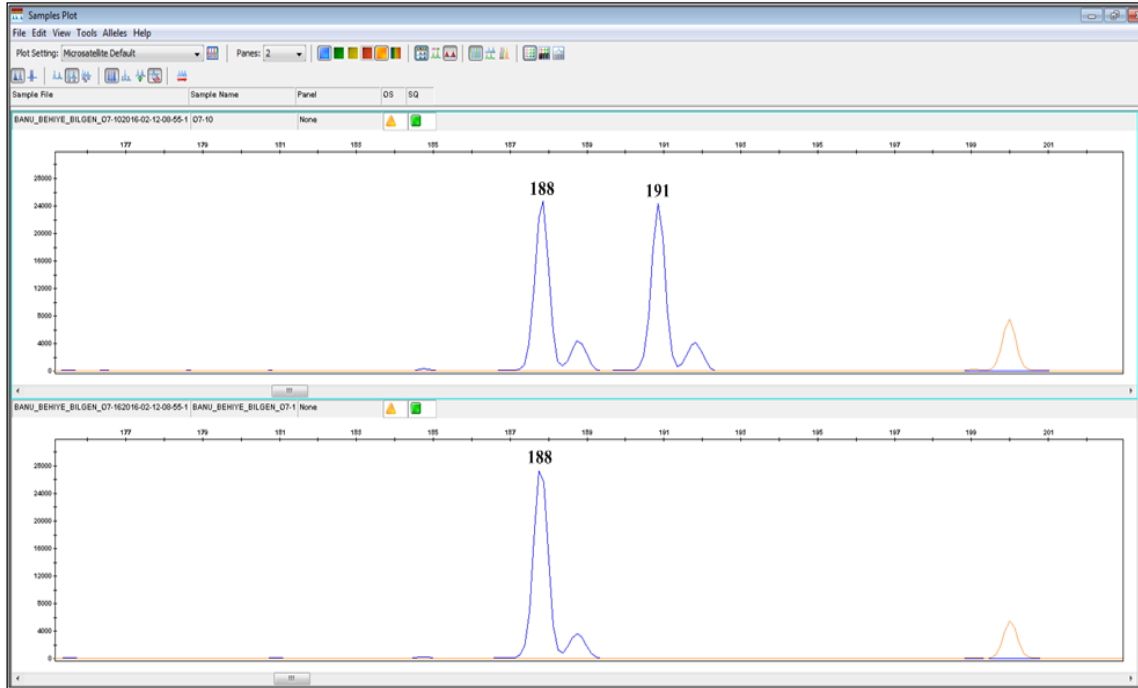 Samples Plot
File Edit View Tools Alleles Help
Plot Setting: Microsatellite Default Panes: 2
Sample File Sample Name Panel OS SQ
BANU_BEHIYE_BILGEN_O7-102016-02-12-08-55-1 O7-10 None
177 179 181 183 185 187 189 191 193 195 197 199 201
28000
24000
20000
16000
12000
8000
4000
0
188 191
BANU_BEHIYE_BILGEN_O7-162016-02-12-08-55-1 BANU_BEHIYE_BILGEN_O7-1 None
177 179 181 183 185 187 189 191 193 195 197 199 201
28000
24000
20000
16000
12000
8000
4000
0
188